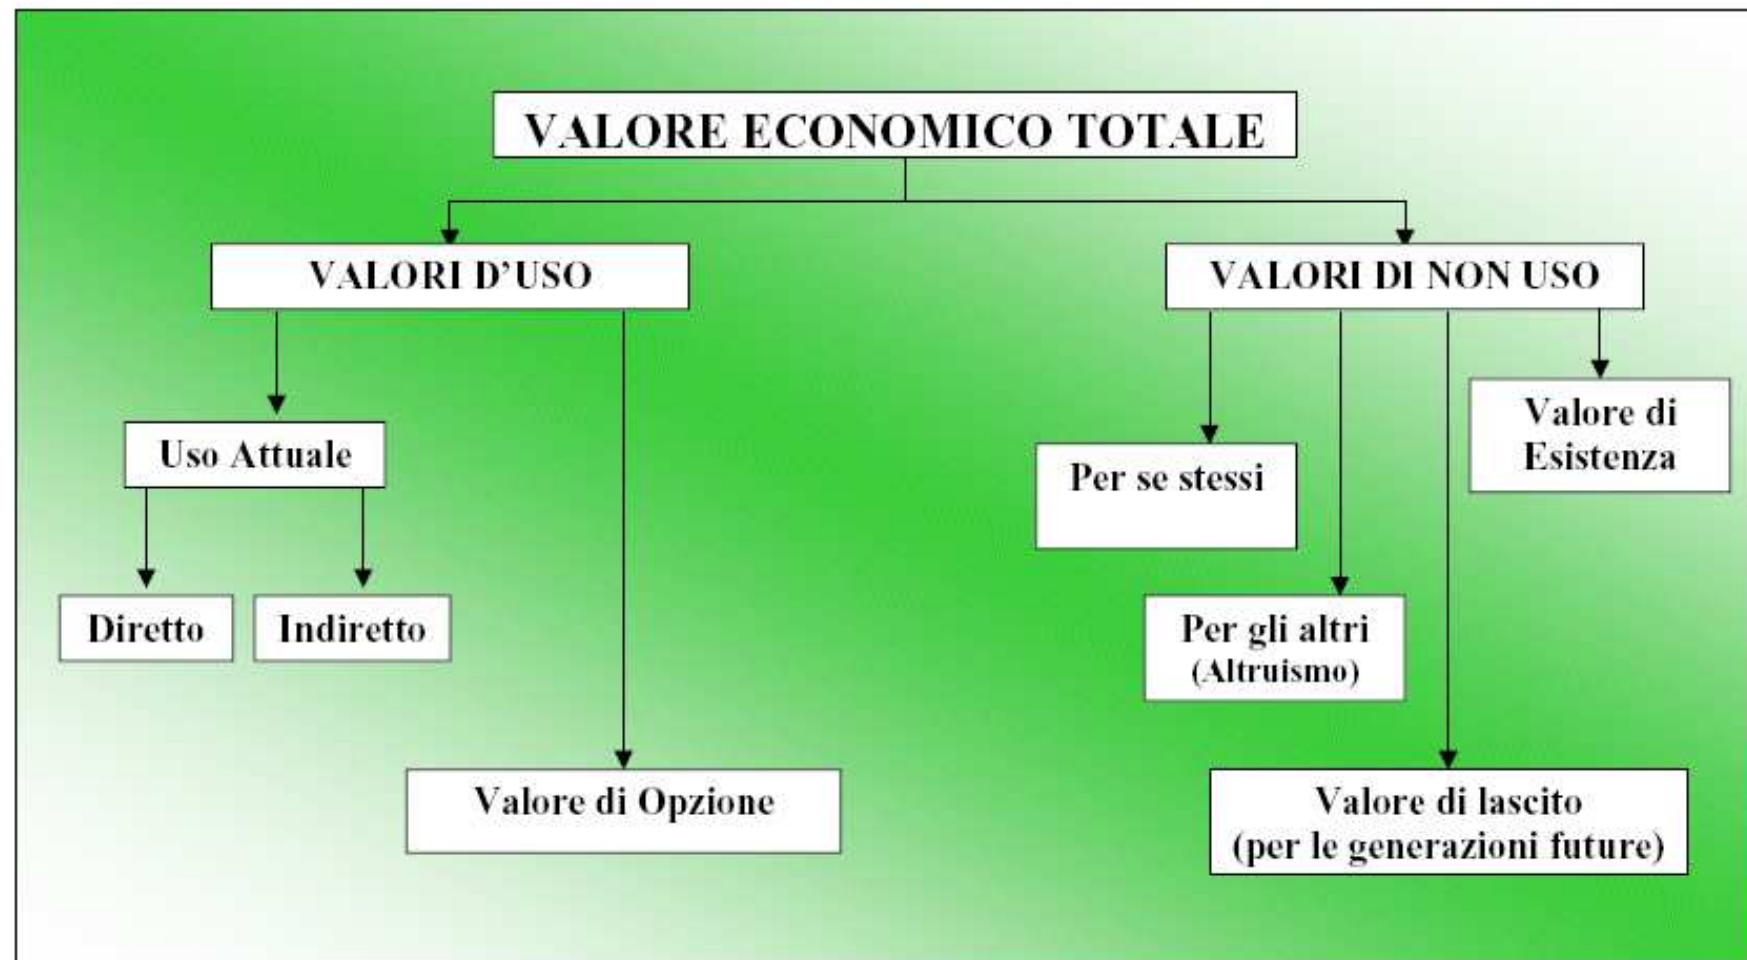 VALORE ECONOMICO TOTALE
VALORI D’USO
VALORI DI NON USO
Uso Attuale
Diretto
Indiretto
Valore di Opzione
Per se stessi
Per gli altri
(Altruismo)
Valore di lascito
(per le generazioni future)
Valore di
Esistenza